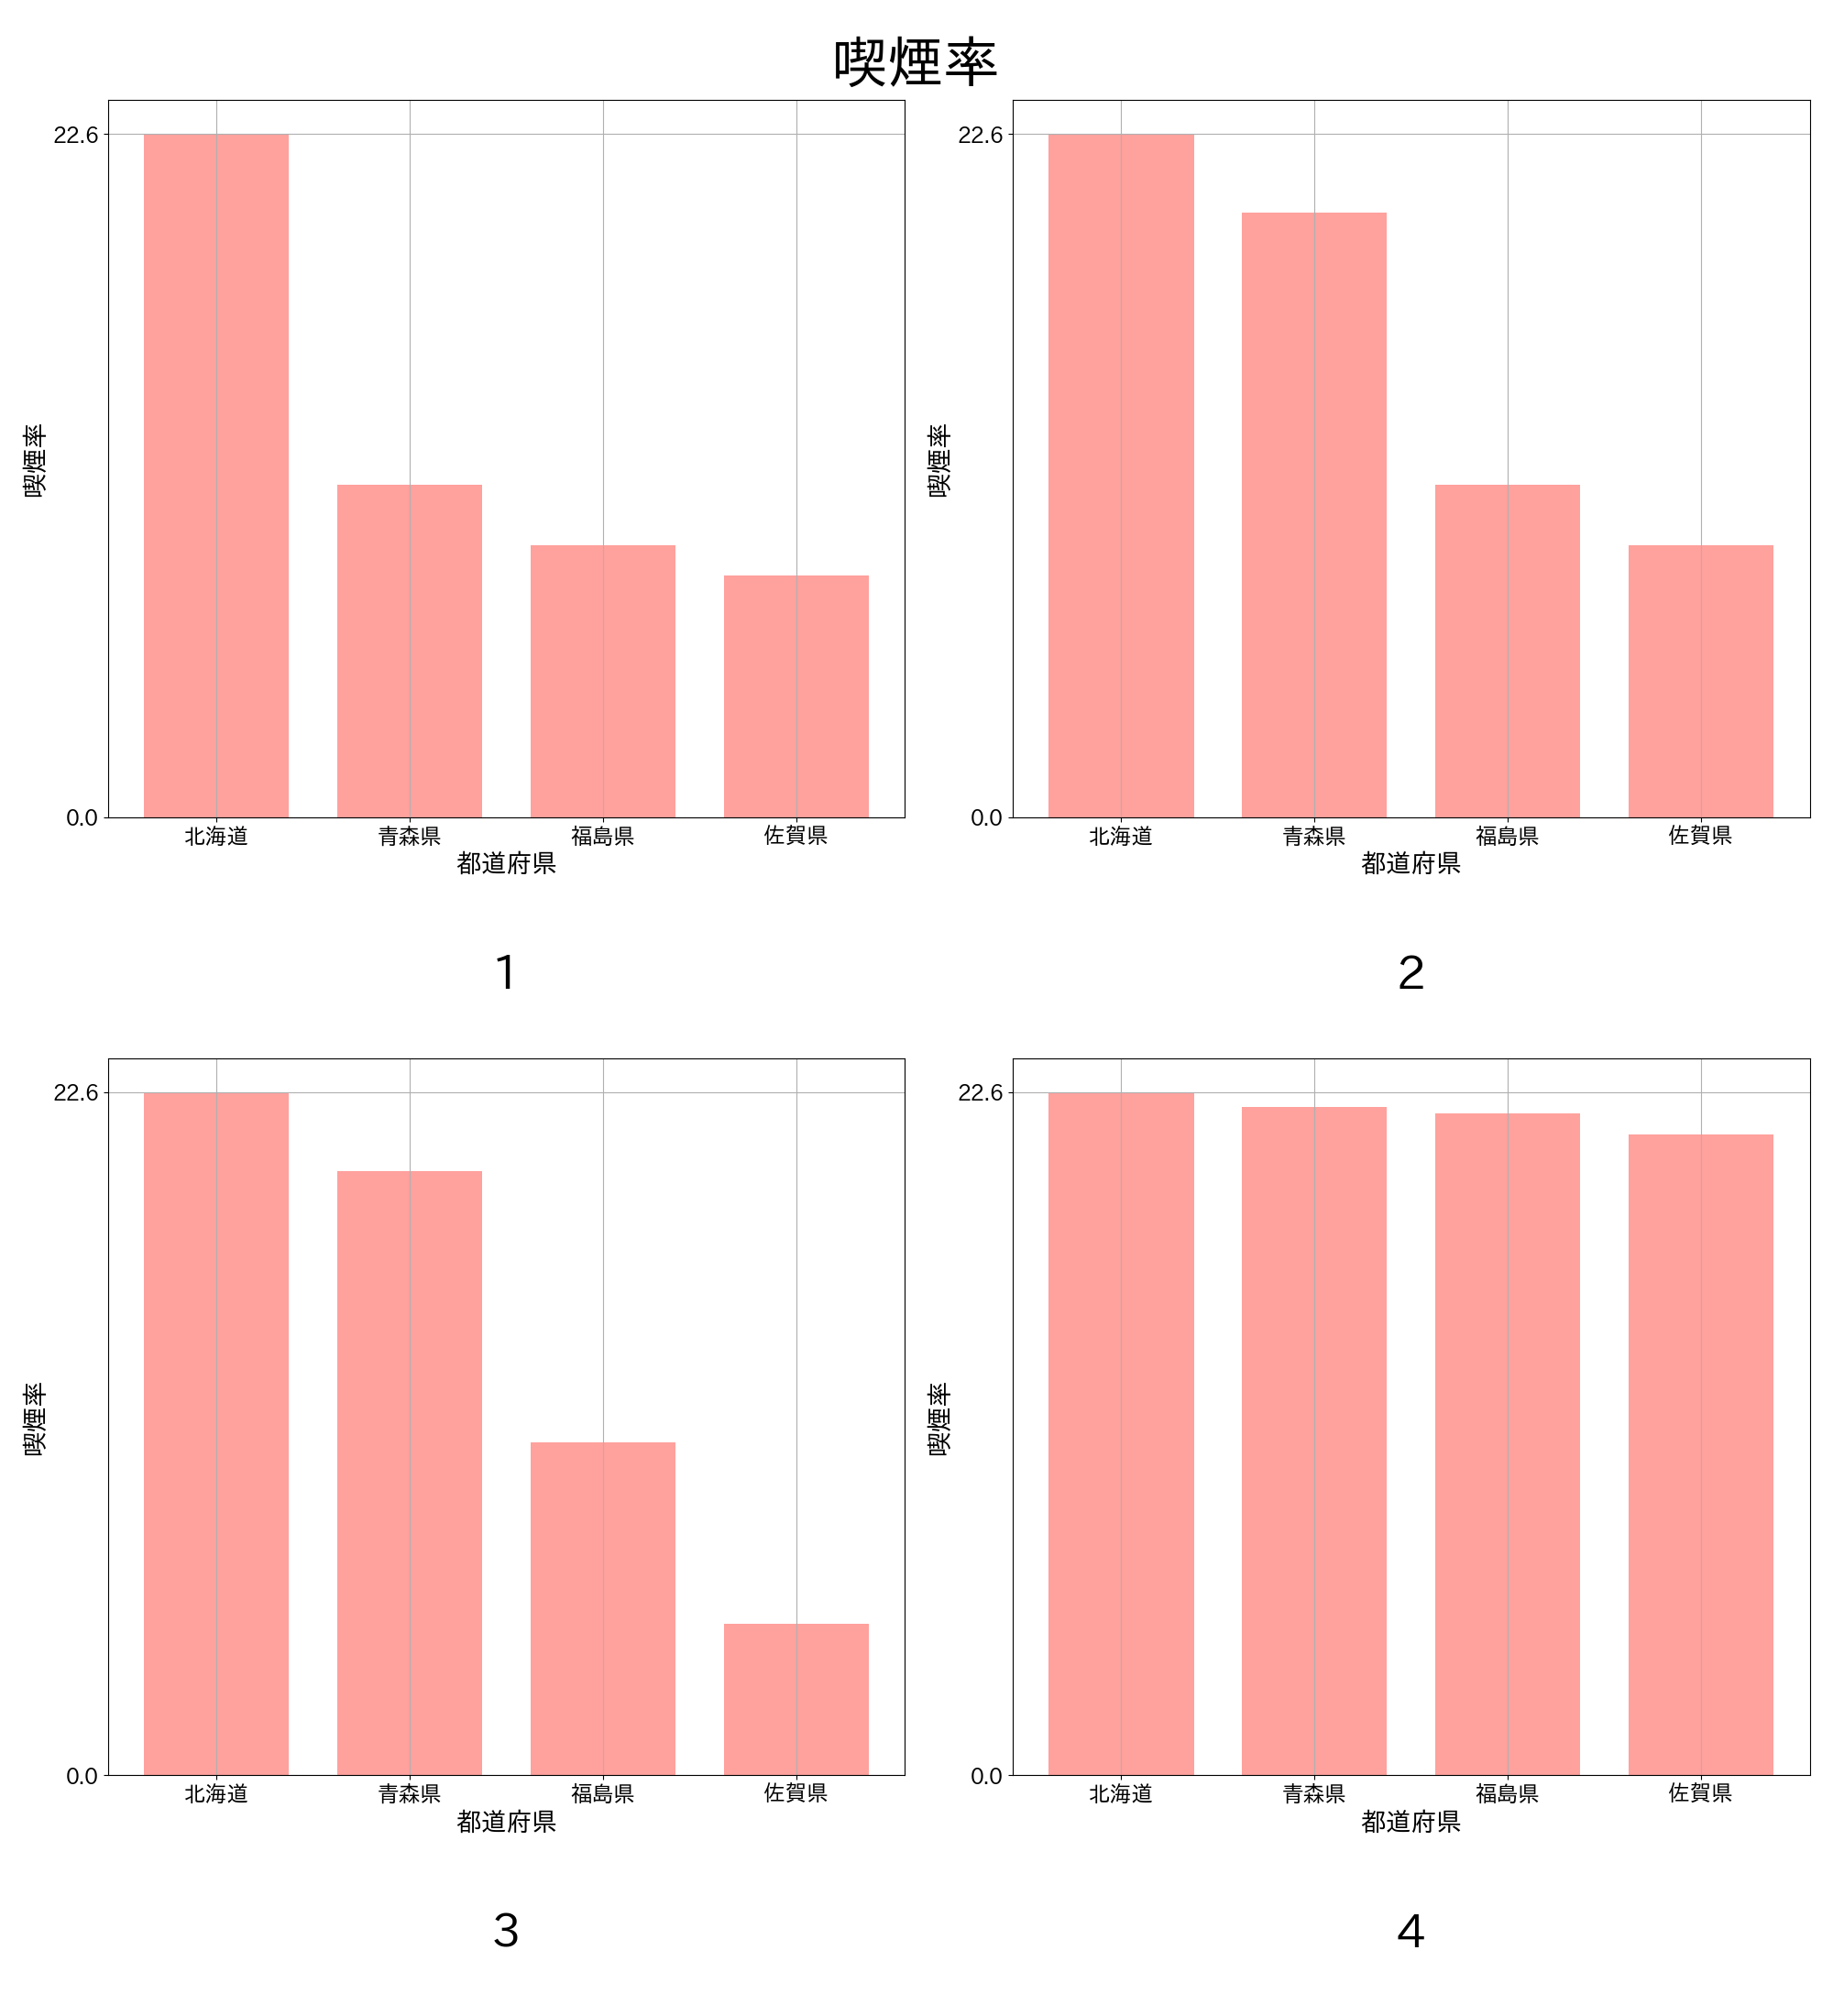 喫煙率
22.6
0.0
喫煙率
北海道 青森県 福島県 佐賀県
都道府県
1
22.6
0.0
喫煙率
北海道 青森県 福島県 佐賀県
都道府県
2
22.6
0.0
喫煙率
北海道 青森県 福島県 佐賀県
都道府県
3
22.6
0.0
喫煙率
北海道 青森県 福島県 佐賀県
都道府県
4